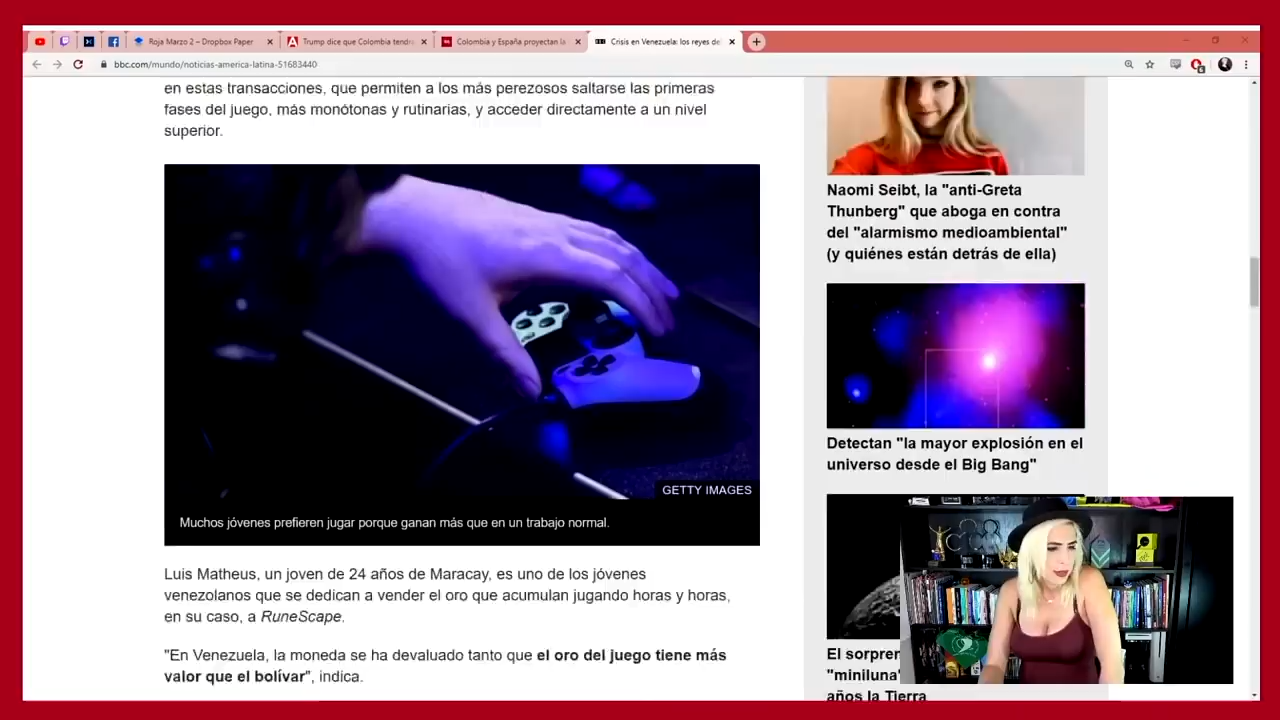 Roja Marzo 2 – Dropbox Paper
Trump dice que Colombia tendr
Colombia y España proyectan la
Crisis en Venezuela: los reyes de
bbc.com/mundo/noticias-america-latina-51683440
en estas transacciones, que permiten a los más perezosos saltarse las primeras
fases del juego, más monótonas y rutinarias, y acceder directamente a un nivel
superior.
GETTY IMAGES
Muchos jóvenes prefieren jugar porque ganan más que en un trabajo normal.
Luis Matheus, un joven de 24 años de Maracay, es uno de los jóvenes
venezolanos que se dedican a vender el oro que acumulan jugando horas y horas,
en su caso, a RuneScape.
"En Venezuela, la moneda se ha devaluado tanto que el oro del juego tiene más
valor que el bolívar", indica.
Naomi Seibt, la "anti-Greta
Thunberg" que aboga en contra
del "alarmismo medioambiental"
(y quiénes están detrás de ella)
Detectan "la mayor explosión en el
universo desde el Big Bang"
El sorpren
"miniluna"
años la Tierra